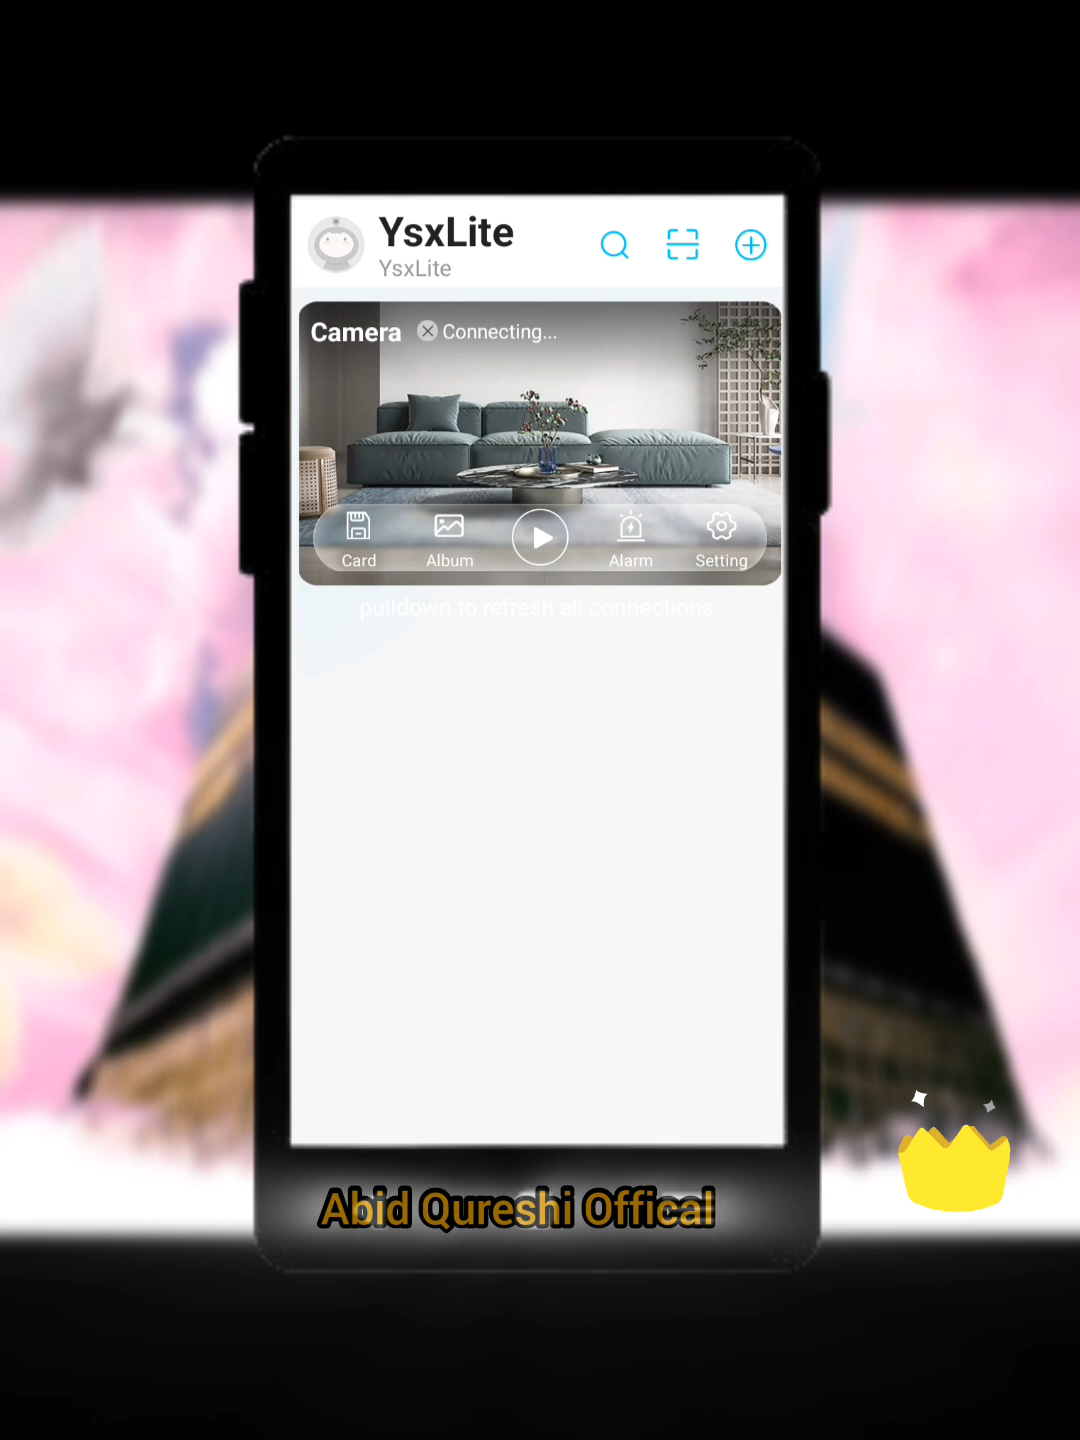 YsxLite
YsxLite
Camera Connecting...
Card Album Alarm Setting
pulldown to refresh all connections.
Abid Qureshi Offical